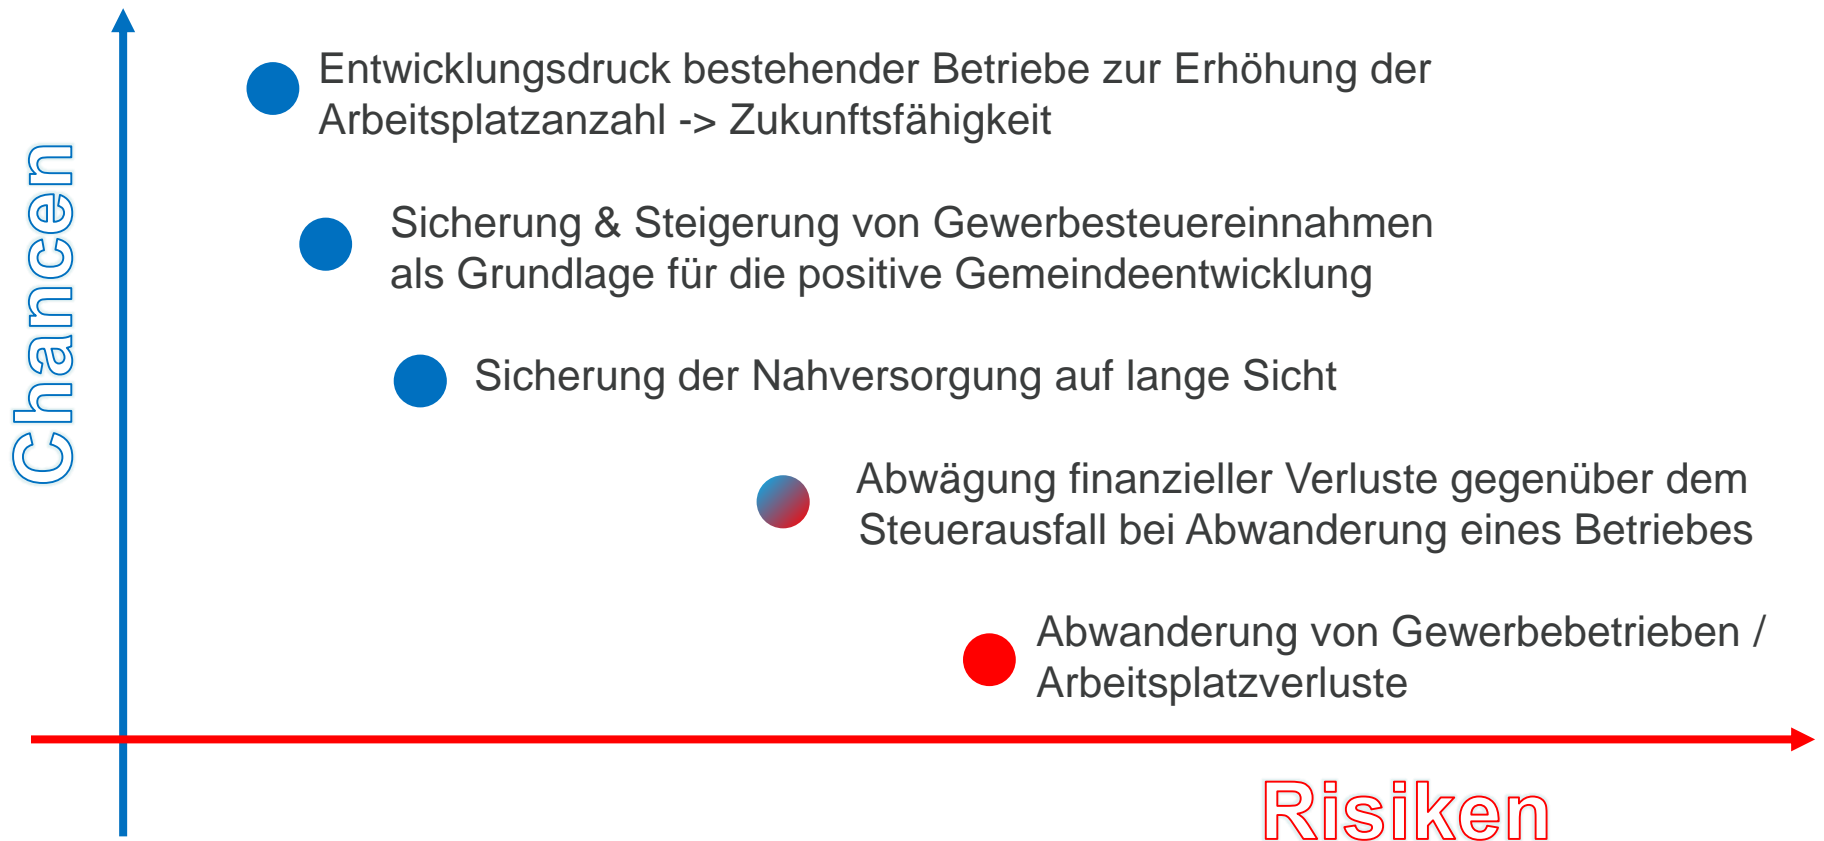 Chancen
Entwicklungsdruck bestehender Betriebe zur Erhöhung der
Arbeitsplatzanzahl -> Zukunftsfähigkeit
Sicherung & Steigerung von Gewerbesteuereinnahmen
als Grundlage für die positive Gemeindeentwicklung
Sicherung der Nahversorgung auf lange Sicht
Abwägung finanzieller Verluste gegenüber dem
Steuerausfall bei Abwanderung eines Betriebes
Abwanderung von Gewerbebetrieben /
Arbeitsplatzverluste
Risiken